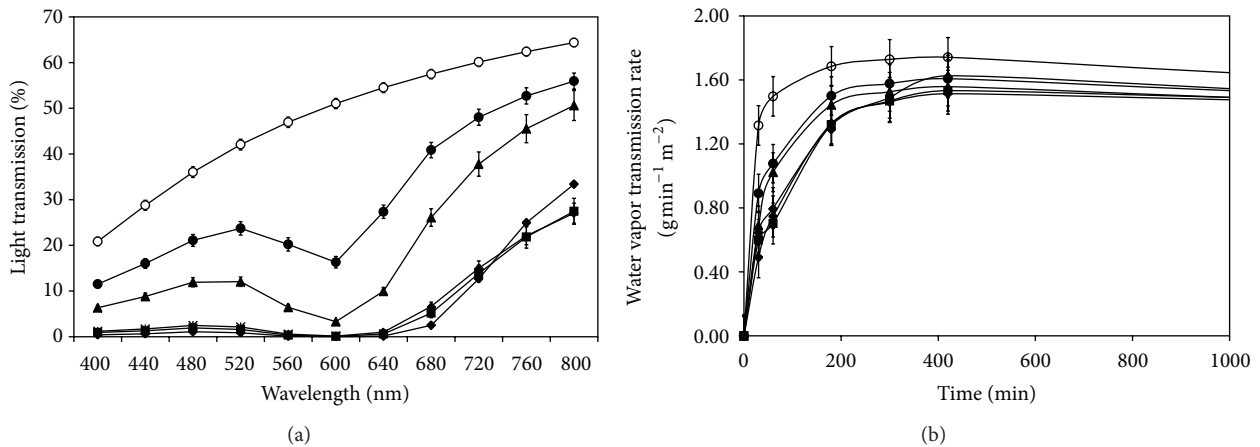 70
60
50
40
30
20
10
0
Light transmission (%)
400 440 480 520 560 600 640 680 720 760 800
Wavelength (nm)
(a)
2.00
1.60
1.20
0.80
0.40
0.00
Water vapor transmission rate
(g min⁻¹ m⁻²)
0 200 400 600 800 1000
Time (min)
(b)